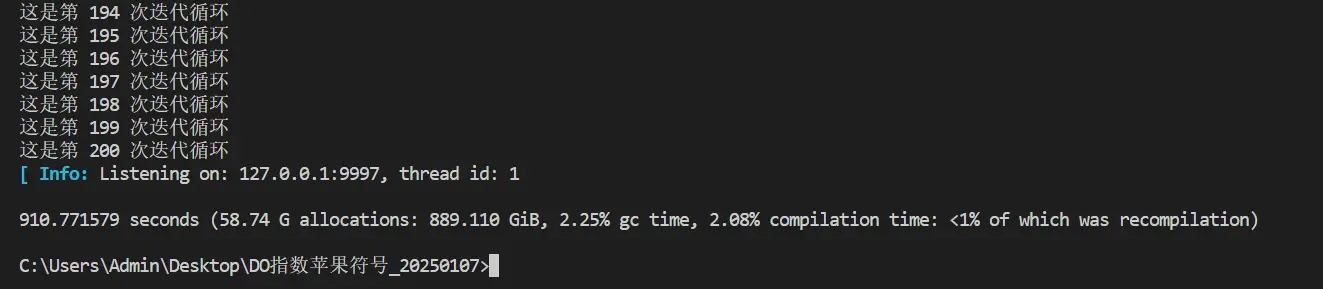 这是第 194 次迭代循环
这是第 195 次迭代循环
这是第 196 次迭代循环
这是第 197 次迭代循环
这是第 198 次迭代循环
这是第 199 次迭代循环
这是第 200 次迭代循环
[ Info: Listening on: 127.0.0.1:9997, thread id: 1
910.771579 seconds (58.74 G allocations: 889.110 GiB, 2.25% gc time, 2.08% compilation time: <1% of which was recompilation)
C:\Users\Admin\Desktop\DO指数苹果符号_20250107>